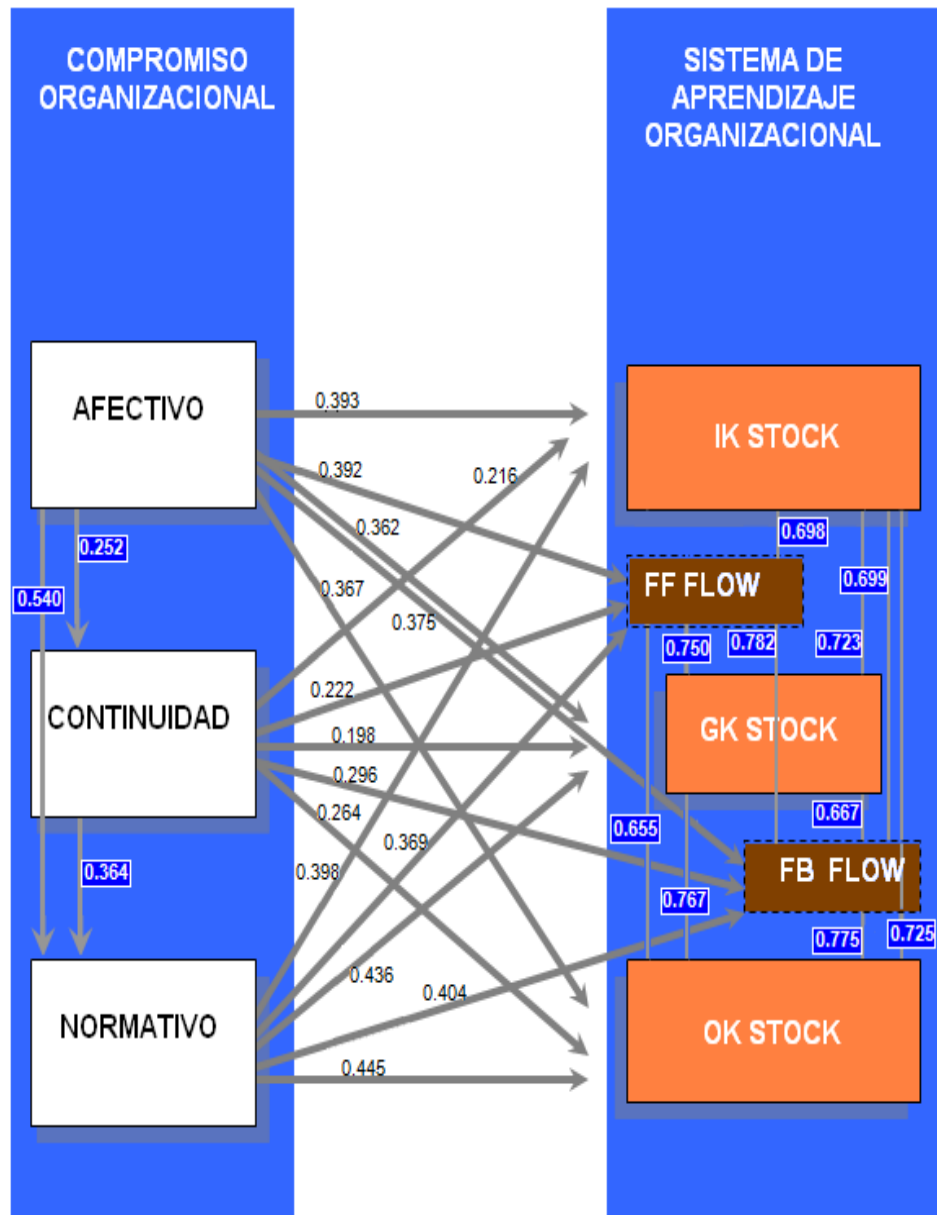 COMPROMISO
ORGANIZACIONAL
SISTEMA DE
APRENDIZAJE
ORGANIZACIONAL
AFECTIVO
0.393
IK STOCK
0.392
0.216
0.362
0.698
0.252
0.699
FF FLOW
0.540
0.367
0.375
0.750
0.782
0.723
CONTINUIDAD
0.222
0.198
GK STOCK
0.296
0.264
0.667
0.655
0.369
0.398
0.364
FB FLOW
0.767
0.775
0.725
0.436
0.404
NORMATIVO
0.445
OK STOCK